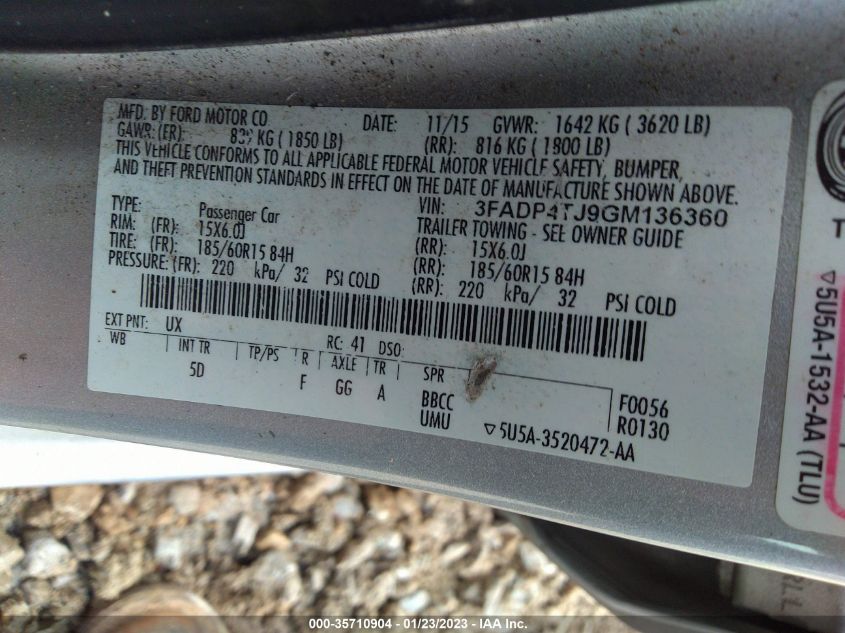 MFD. BY FORD MOTOR CO DATE: 11/15 GVWR: 1642 KG ( 3620 LB)
GAWR: (FR): 839 KG ( 1850 LB) (RR): 816 KG ( 1800 LB)
THIS VEHICLE CONFORMS TO ALL APPLICABLE FEDERAL MOTOR VEHICLE SAFETY, BUMPER,
AND THEFT PREVENTION STANDARDS IN EFFECT ON THE DATE OF MANUFACTURE SHOWN ABOVE.
VIN: 3FADP4TJ9GM136360
TYPE: Passenger Car TRAILER TOWING - SEE OWNER GUIDE
RIM: (FR): 15X6.0J (RR): 15X6.0J
TIRE: (FR): 185/60R15 84H (RR): 185/60R15 84H
PRESSURE: (FR): 220 kPa/ 32 PSI COLD (RR): 220 kPa/ 32 PSI COLD
EXT PNT: UX RC: 41 DSO:
WB INT TR TP/PS R AXLE TR SPR
5D F GG A BBCC F0056
UMU R0130
▽5U5A-3520472-AA
▽5U5A-1532-AA (TLU)
000-35710904 - 01/23/2023 - IAA Inc.